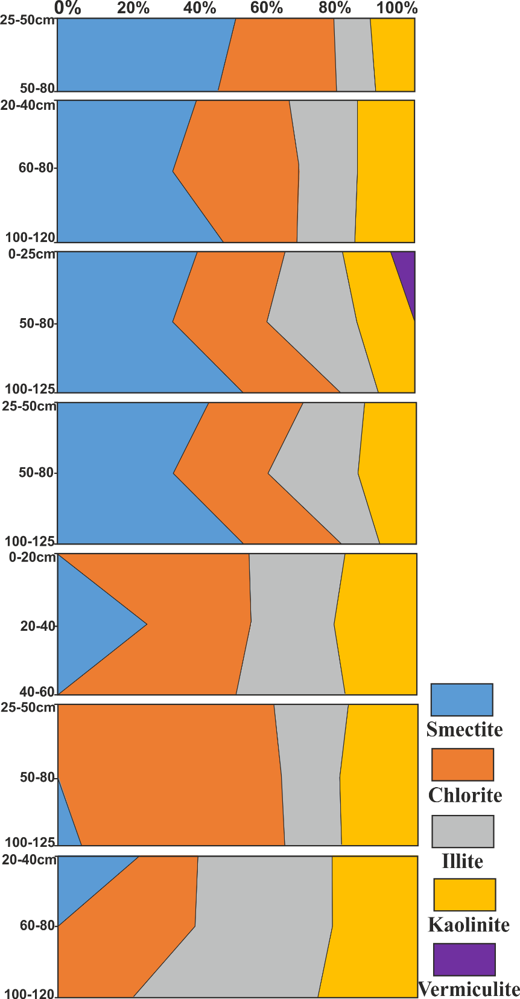 0% 20% 40% 60% 80% 100%
25-50cm
50-80
20-40cm
60-80
100-120
0-25cm
50-80
100-125
25-50cm
50-80
100-125
0-20cm
20-40
40-60
25-50cm
50-80
100-125
20-40cm
60-80
100-120
Smectite
Chlorite
Illite
Kaolinite
Vermiculite